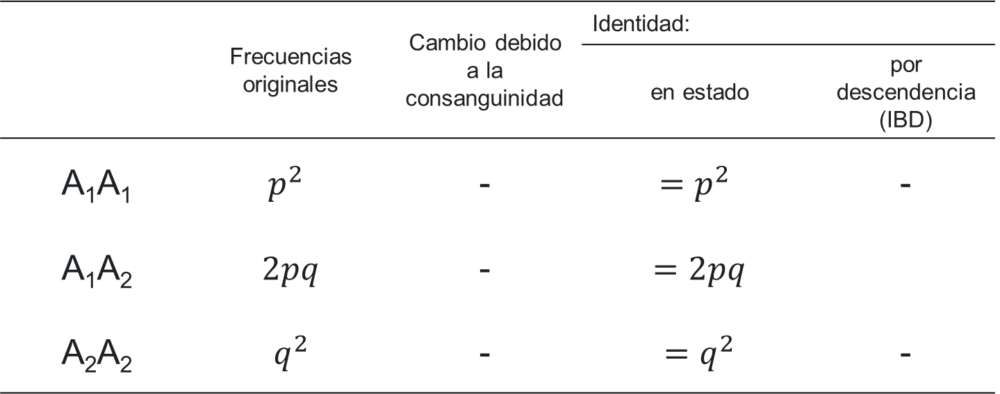 Identidad:
Frecuencias
originales
Cambio debido
a la
consanguinidad
en estado
por
descendencia
(IBD)
A₁A₁ p² - = p² -
A₁A₂ 2pq - = 2pq
A₂A₂ q² - = q² -